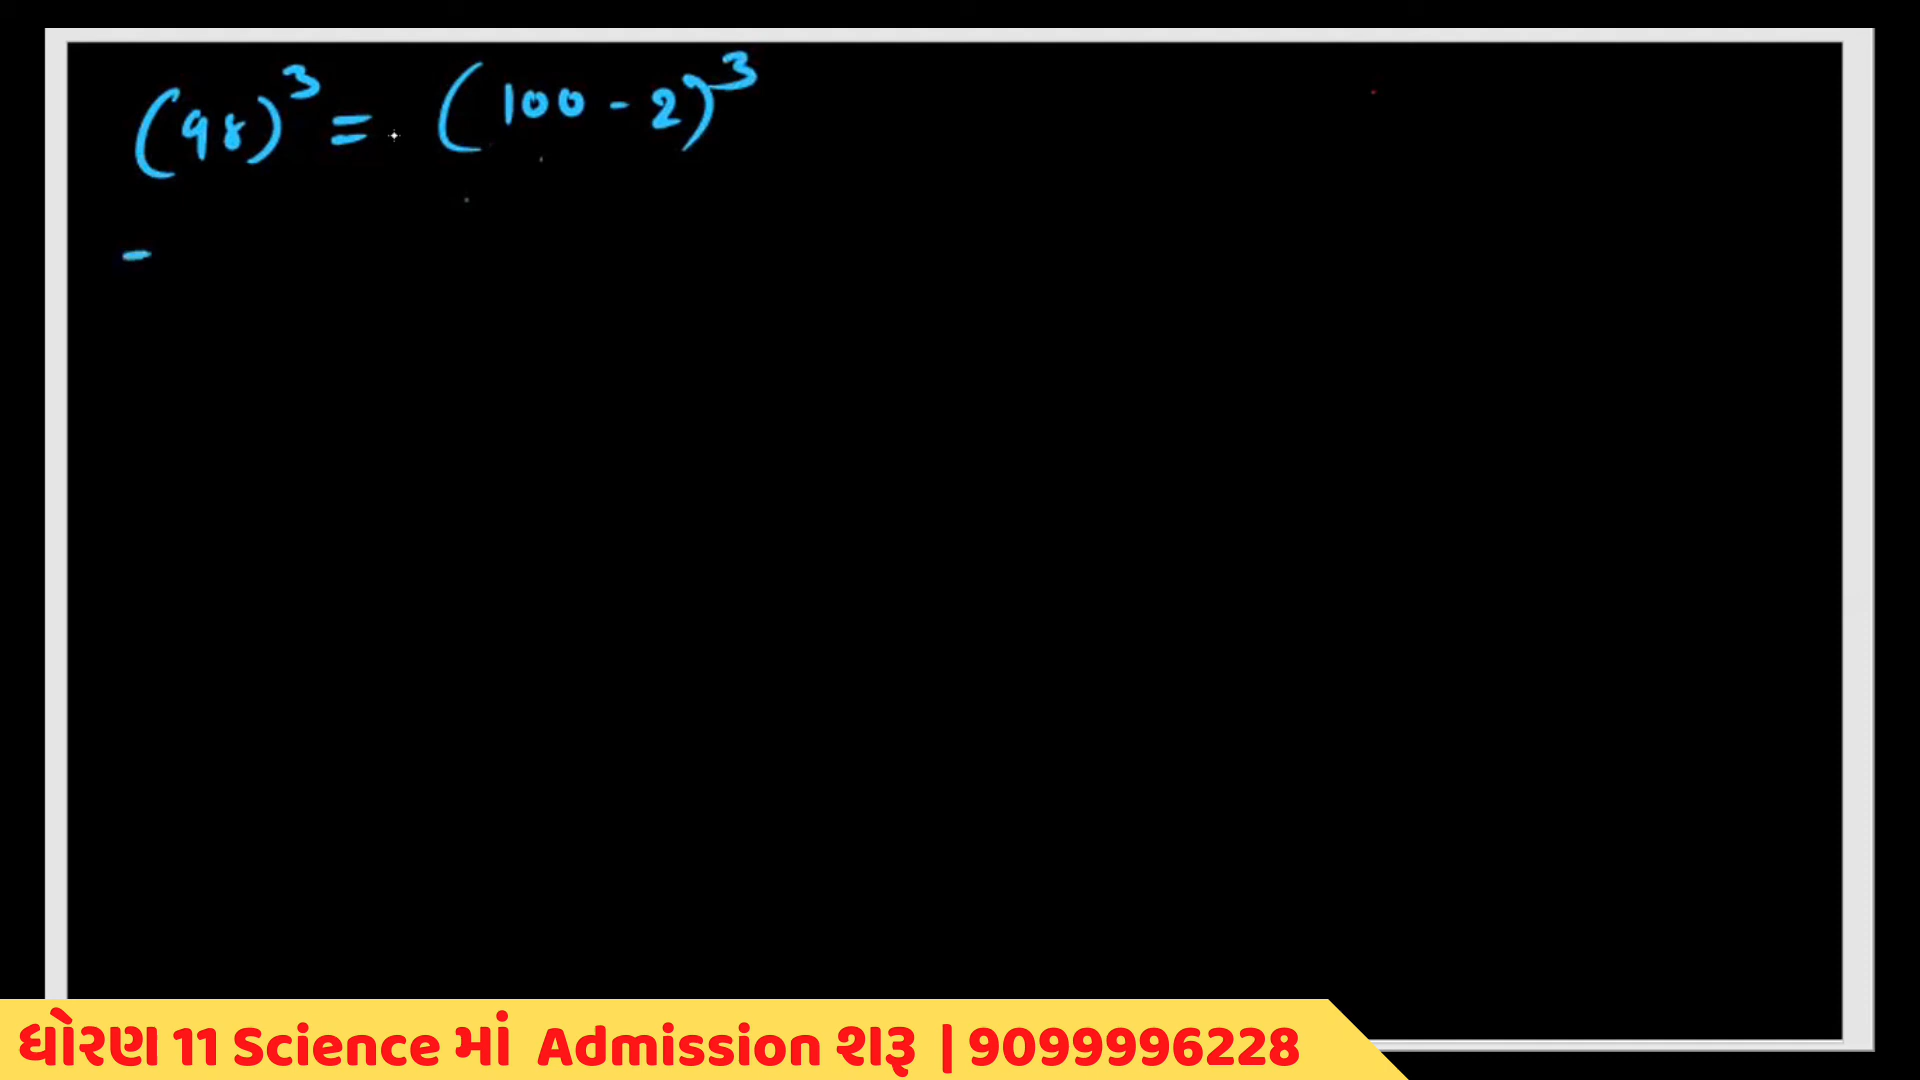 (98)³ = (100 - 2)³
-
ધોરણ 11 Science માં Admission શરૂ | 9099996228